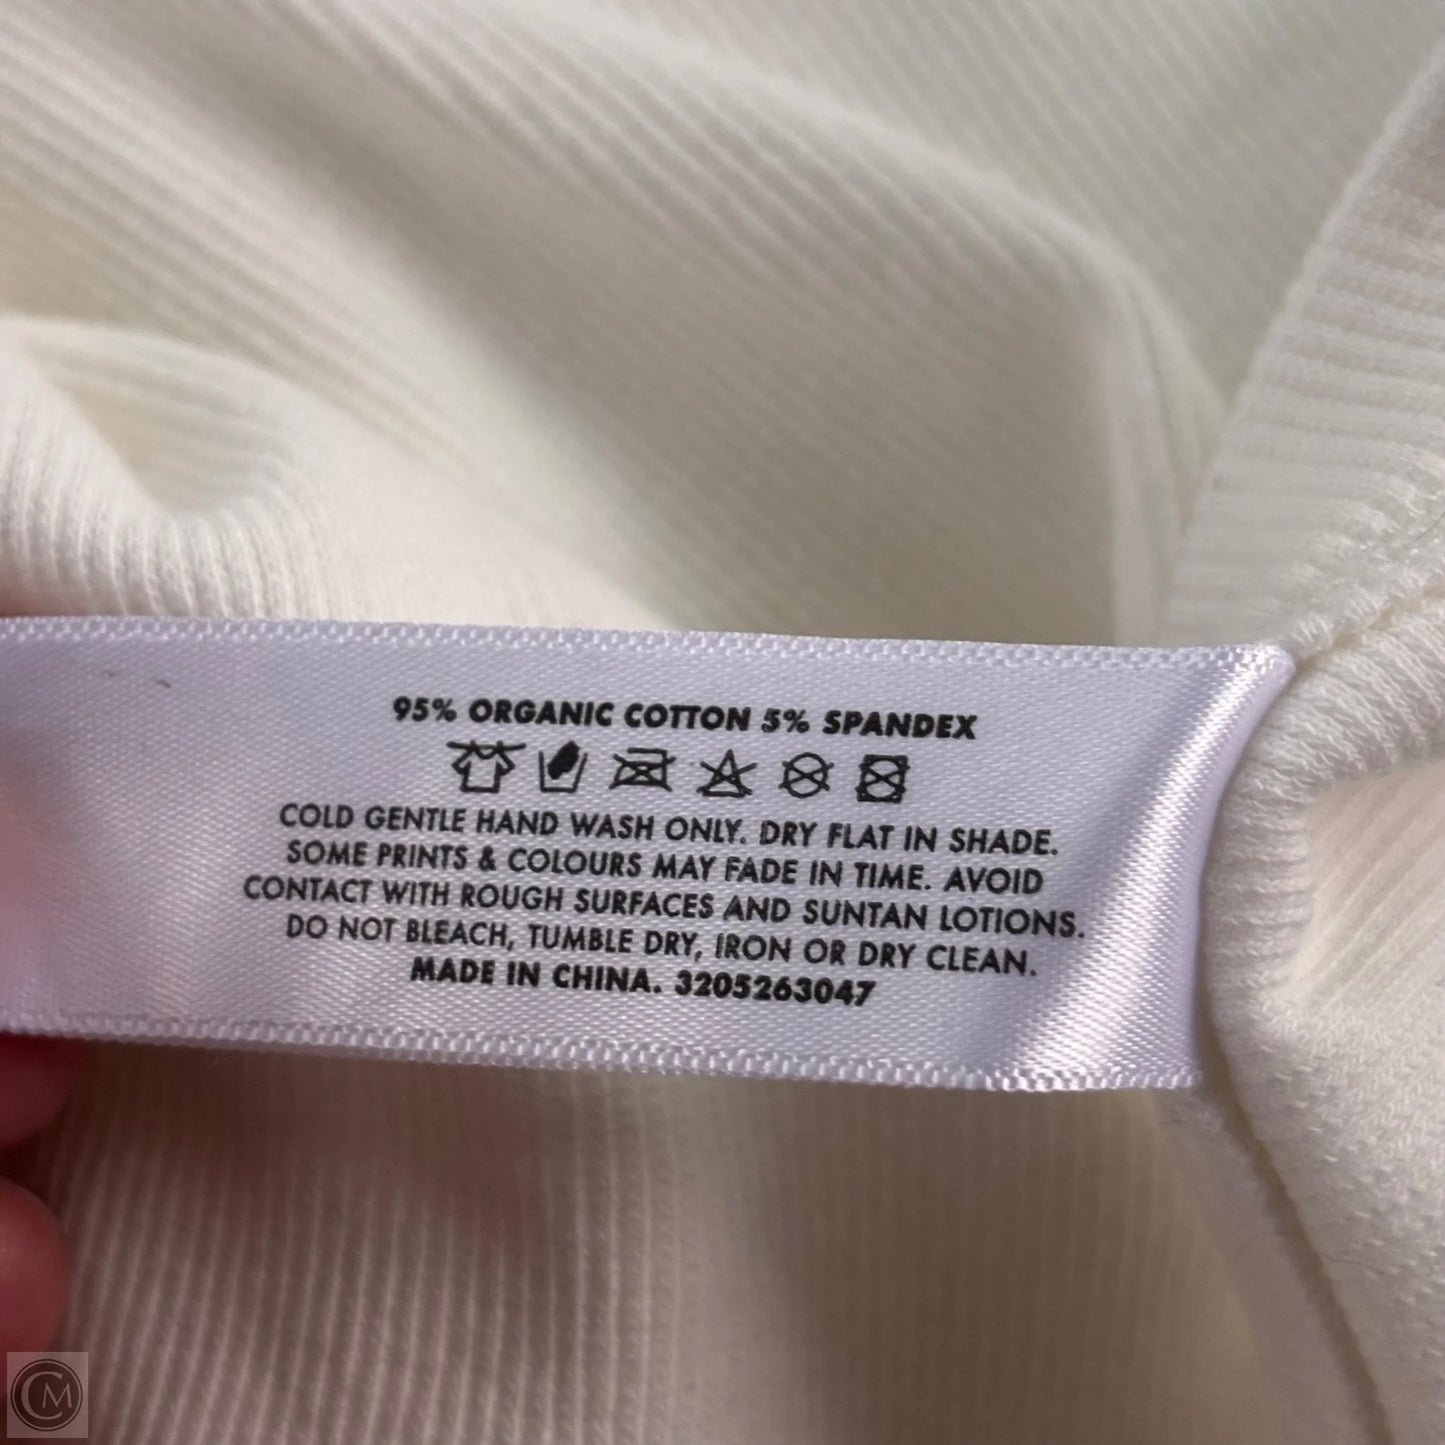 95% ORGANIC COTTON 5% SPANDEX
COLD GENTLE HAND WASH ONLY. DRY FLAT IN SHADE.
SOME PRINTS & COLOURS MAY FADE IN TIME. AVOID
CONTACT WITH ROUGH SURFACES AND SUNTAN LOTIONS.
DO NOT BLEACH, TUMBLE DRY, IRON OR DRY CLEAN.
MADE IN CHINA. 3205263047
CM